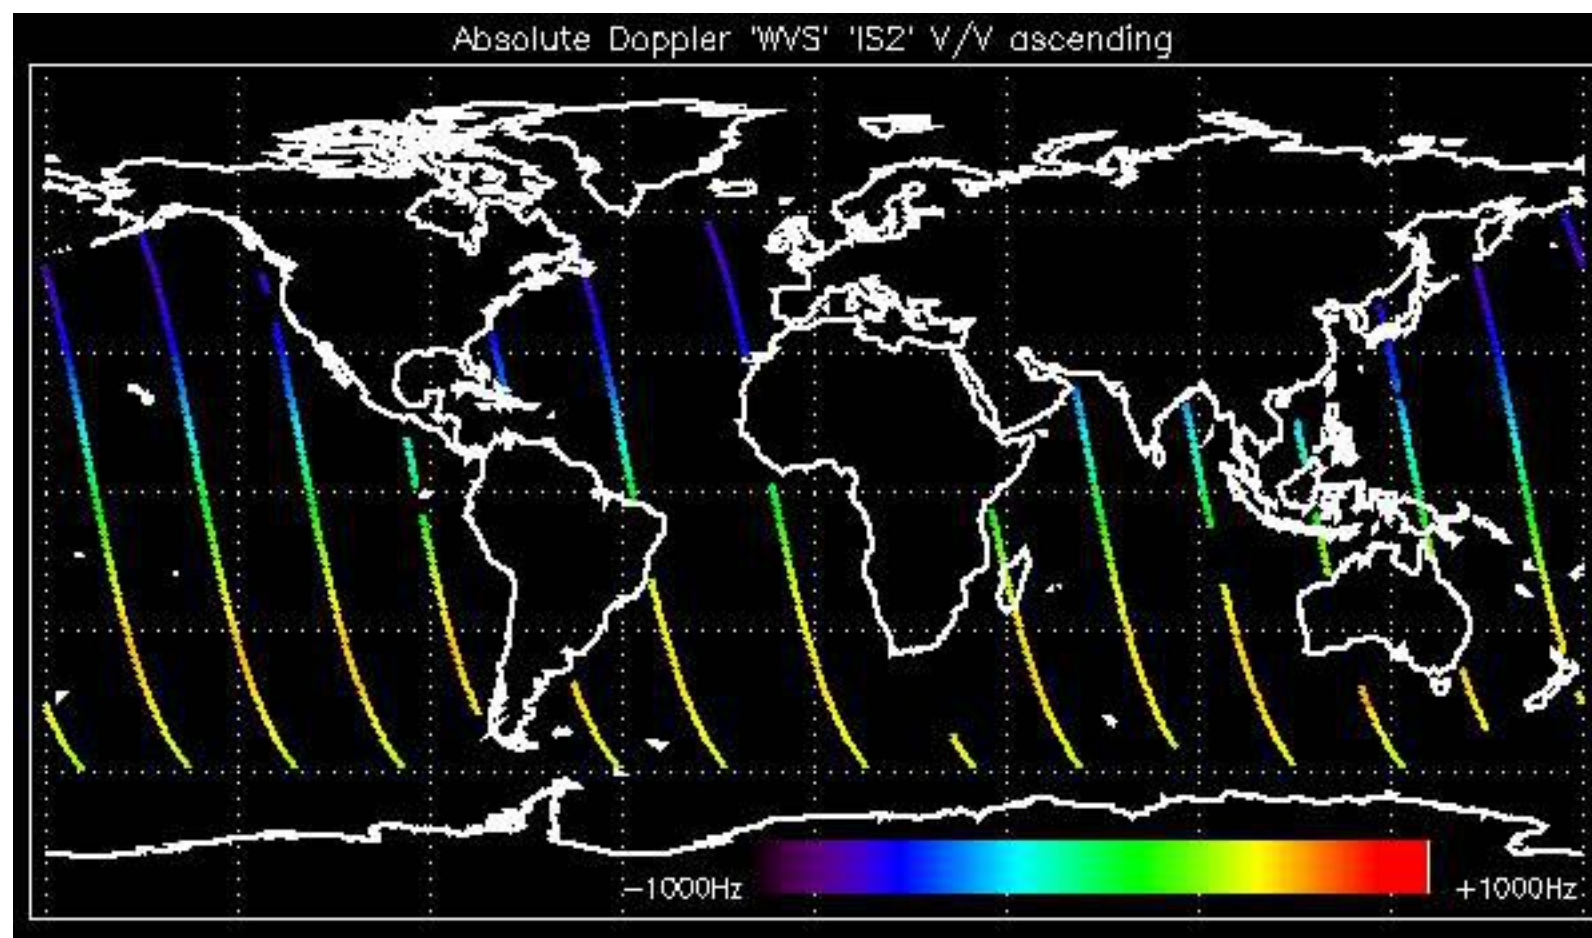 Absolute Doppler 'WVS' 'IS2' V/V ascending
-1000Hz
+1000Hz